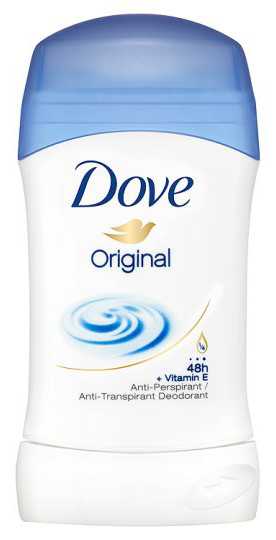 Dove
Original
48h
+ Vitamin E
Anti-Perspirant /
Anti-Transpirant Deodorant